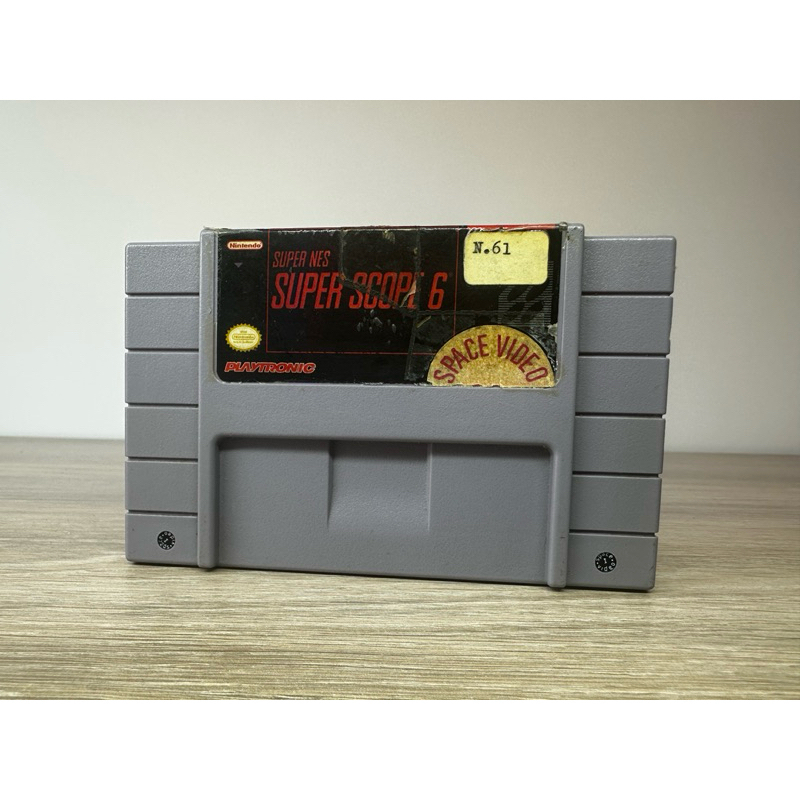 Nintendo
SUPER NES
SUPER SCOPE 6
N.61
PLAYTRONIC
SPACE VIDEO